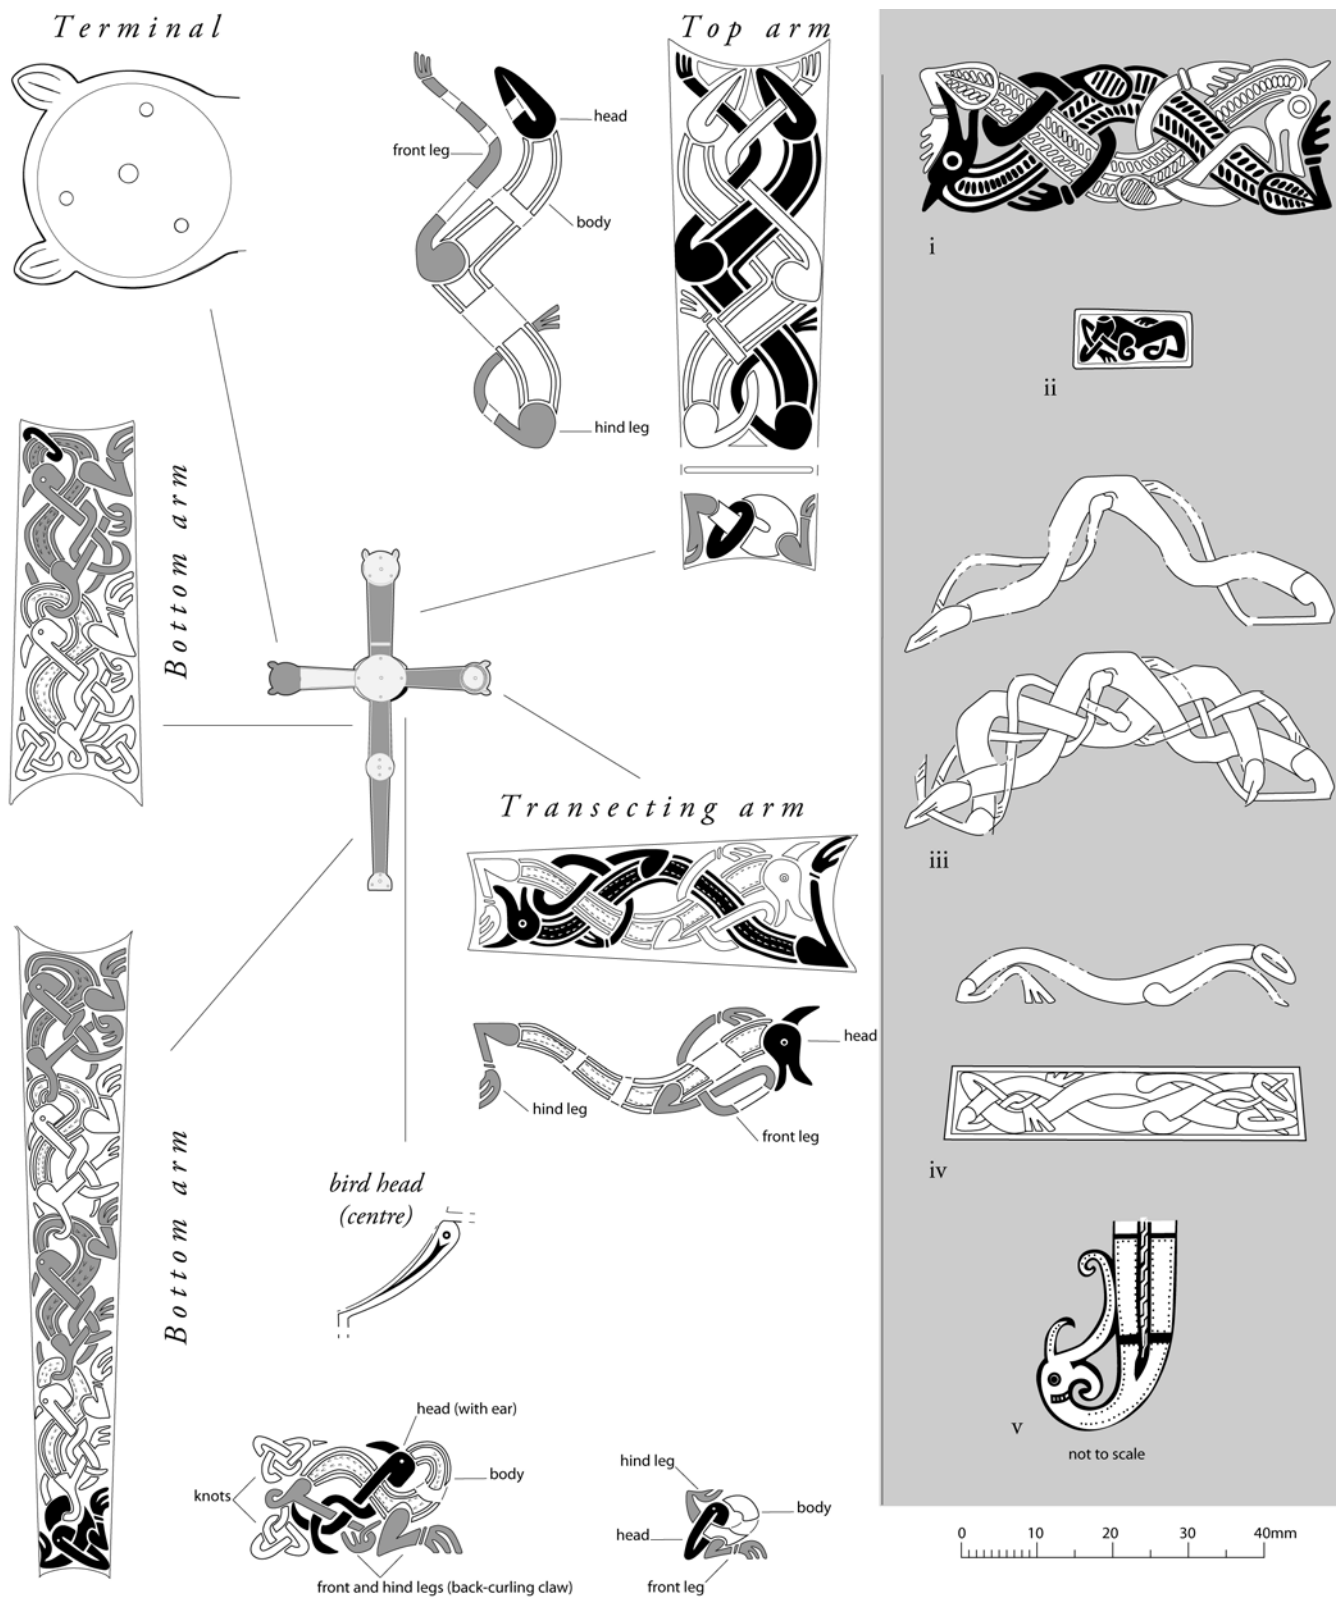 Terminal
Top arm
head
front leg
body
hind leg
Bottom arm
Transecting arm
head
hind leg
front leg
Bottom arm
bird head
(centre)
head (with ear)
body
knots
front and hind legs (back-curling claw)
hind leg
body
head
front leg
i
ii
iii
iv
v
not to scale
0 10 20 30 40mm